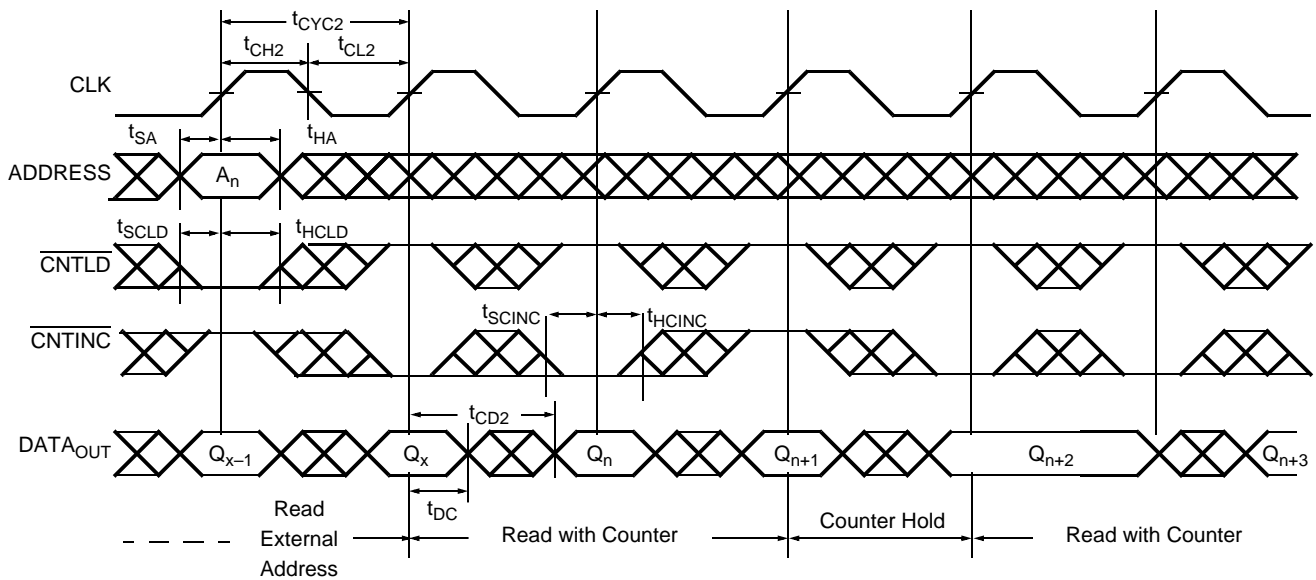 tCYC2
tCH2
tCL2
CLK
tSA
tHA
ADDRESS
An
tSCLD
tHCLD
CNTLD
tSCINC
tHCINC
CNTINC
tCD2
DATAOUT
Qx–1
Qx
Qn
Qn+1
Qn+2
Qn+3
tDC
Read
External
Address
Read with Counter
Counter Hold
Read with Counter